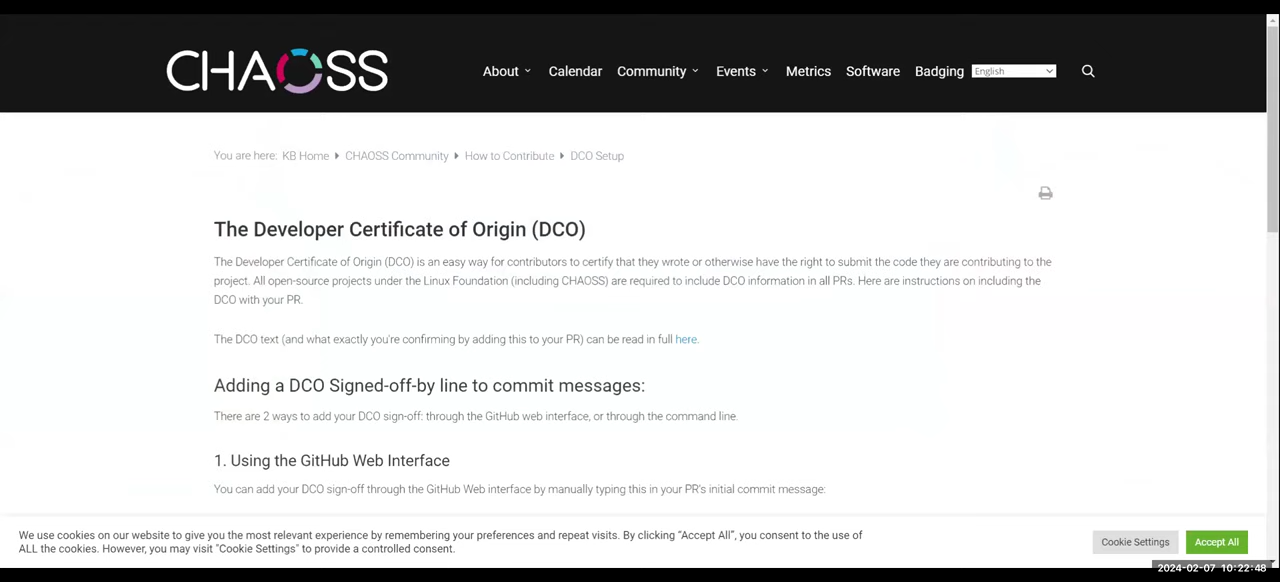 CHAOSS
About Calendar Community Events Metrics Software Badging English
You are here: KB Home CHAOSS Community How to Contribute DCO Setup
The Developer Certificate of Origin (DCO)
The Developer Certificate of Origin (DCO) is an easy way for contributors to certify that they wrote or otherwise have the right to submit the code they are contributing to the
project. All open-source projects under the Linux Foundation (including CHAOSS) are required to include DCO information in all PRs. Here are instructions on including the
DCO with your PR.
The DCO text (and what exactly you're confirming by adding this to your PR) can be read in full here.
Adding a DCO Signed-off-by line to commit messages:
There are 2 ways to add your DCO sign-off: through the GitHub web interface, or through the command line.
1. Using the GitHub Web Interface
You can add your DCO sign-off through the GitHub Web interface by manually typing this in your PR's initial commit message:
We use cookies on our website to give you the most relevant experience by remembering your preferences and repeat visits. By clicking “Accept All”, you consent to the use of
ALL the cookies. However, you may visit "Cookie Settings" to provide a controlled consent.
Cookie Settings Accept All
2024-02-07 10:22:48